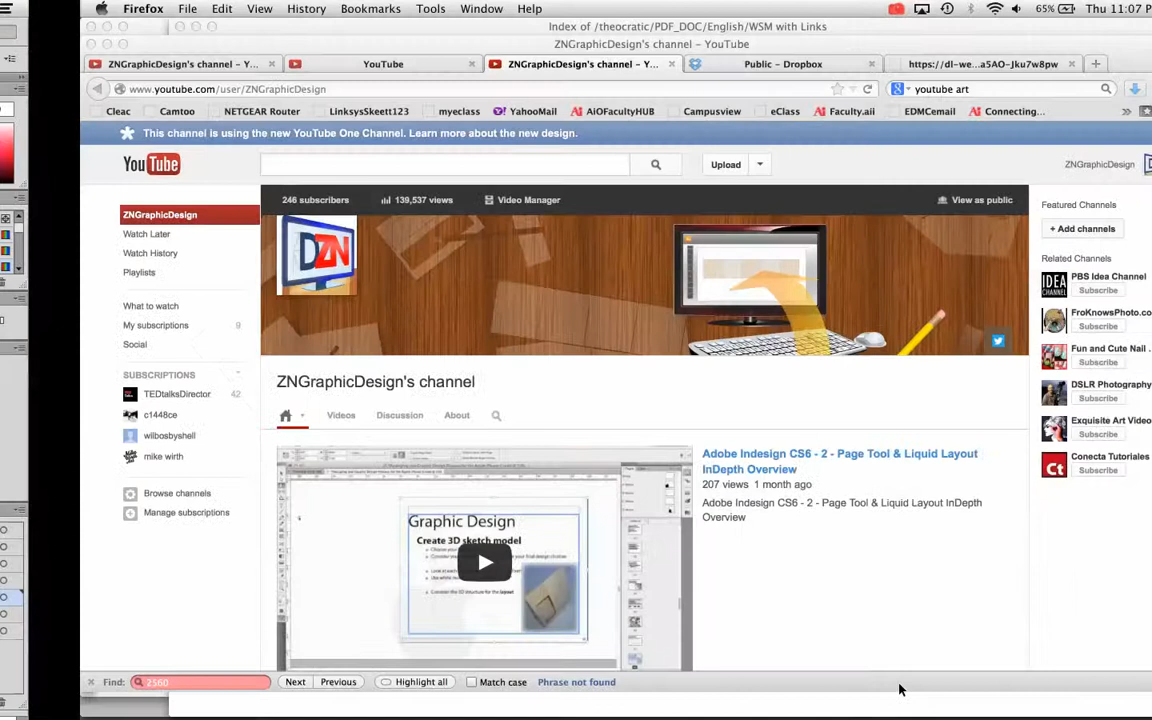 Firefox File Edit View History Bookmarks Tools Window Help 65% Thu 11:07 P
Index of /theocratic/PDF_DOC/English/WSM with Links
ZNGraphicDesign's channel – YouTube
ZNGraphicDesign's channel – Y... YouTube ZNGraphicDesign's channel – Y... Public – Dropbox https://dl-we...a5AO-Jku7w8pw
www.youtube.com/user/ZNGraphicDesign youtube art
Cleac Camtoo NETGEAR Router LinksysSkeett123 myeclass YahooMail AiOFacultyHUB Campusview eClass Faculty.aii EDMCemail Connecting...
This channel is using the new YouTube One Channel. Learn more about the new design.
YouTube Upload ZNGraphicDesign
ZNGraphicDesign
Watch Later
Watch History
Playlists
What to watch
My subscriptions 9
Social
SUBSCRIPTIONS
TEDtalksDirector 42
c1448ce
wilbosbyshell
mike wirth
Browse channels
Manage subscriptions
246 subscribers 139,537 views Video Manager View as public
DZN
ZNGraphicDesign's channel
Videos Discussion About
Graphic Design
Create 3D sketch model
Adobe Indesign CS6 - 2 - Page Tool & Liquid Layout
InDepth Overview
207 views 1 month ago
Adobe Indesign CS6 - 2 - Page Tool & Liquid Layout InDepth
Overview
Featured Channels
+ Add channels
Related Channels
IDEA CHANNEL
PBS Idea Channel
Subscribe
FroKnowsPhoto.co
Subscribe
Fun and Cute Nail .
Subscribe
DSLR Photography
Subscribe
Exquisite Art Video
Subscribe
Ct
Conecta Tutoriales
Subscribe
Find: 2560 Next Previous Highlight all Match case Phrase not found